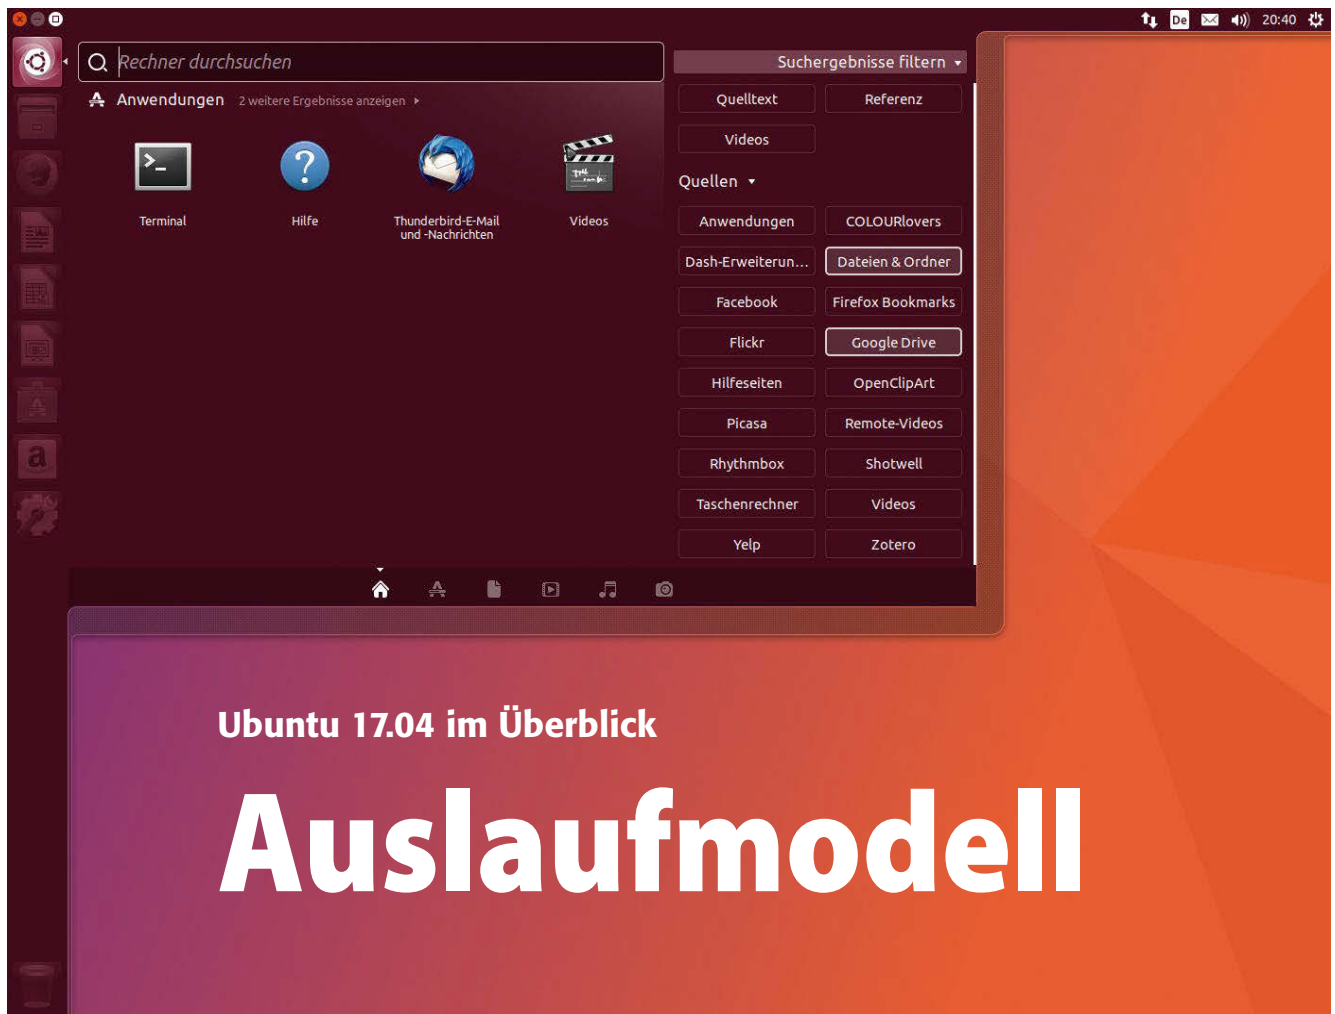 De
20:40
Rechner durchsuchen
Suchergebnisse filtern
Anwendungen 2 weitere Ergebnisse anzeigen
Quelltext Referenz
Videos
Quellen
Terminal
Hilfe
Thunderbird-E-Mail
und -Nachrichten
Videos
Anwendungen COLOURlovers
Dash-Erweiterun... Dateien & Ordner
Facebook Firefox Bookmarks
Flickr Google Drive
Hilfeseiten OpenClipArt
Picasa Remote-Videos
Rhythmbox Shotwell
Taschenrechner Videos
Yelp Zotero
a
Ubuntu 17.04 im Überblick
Auslaufmodell